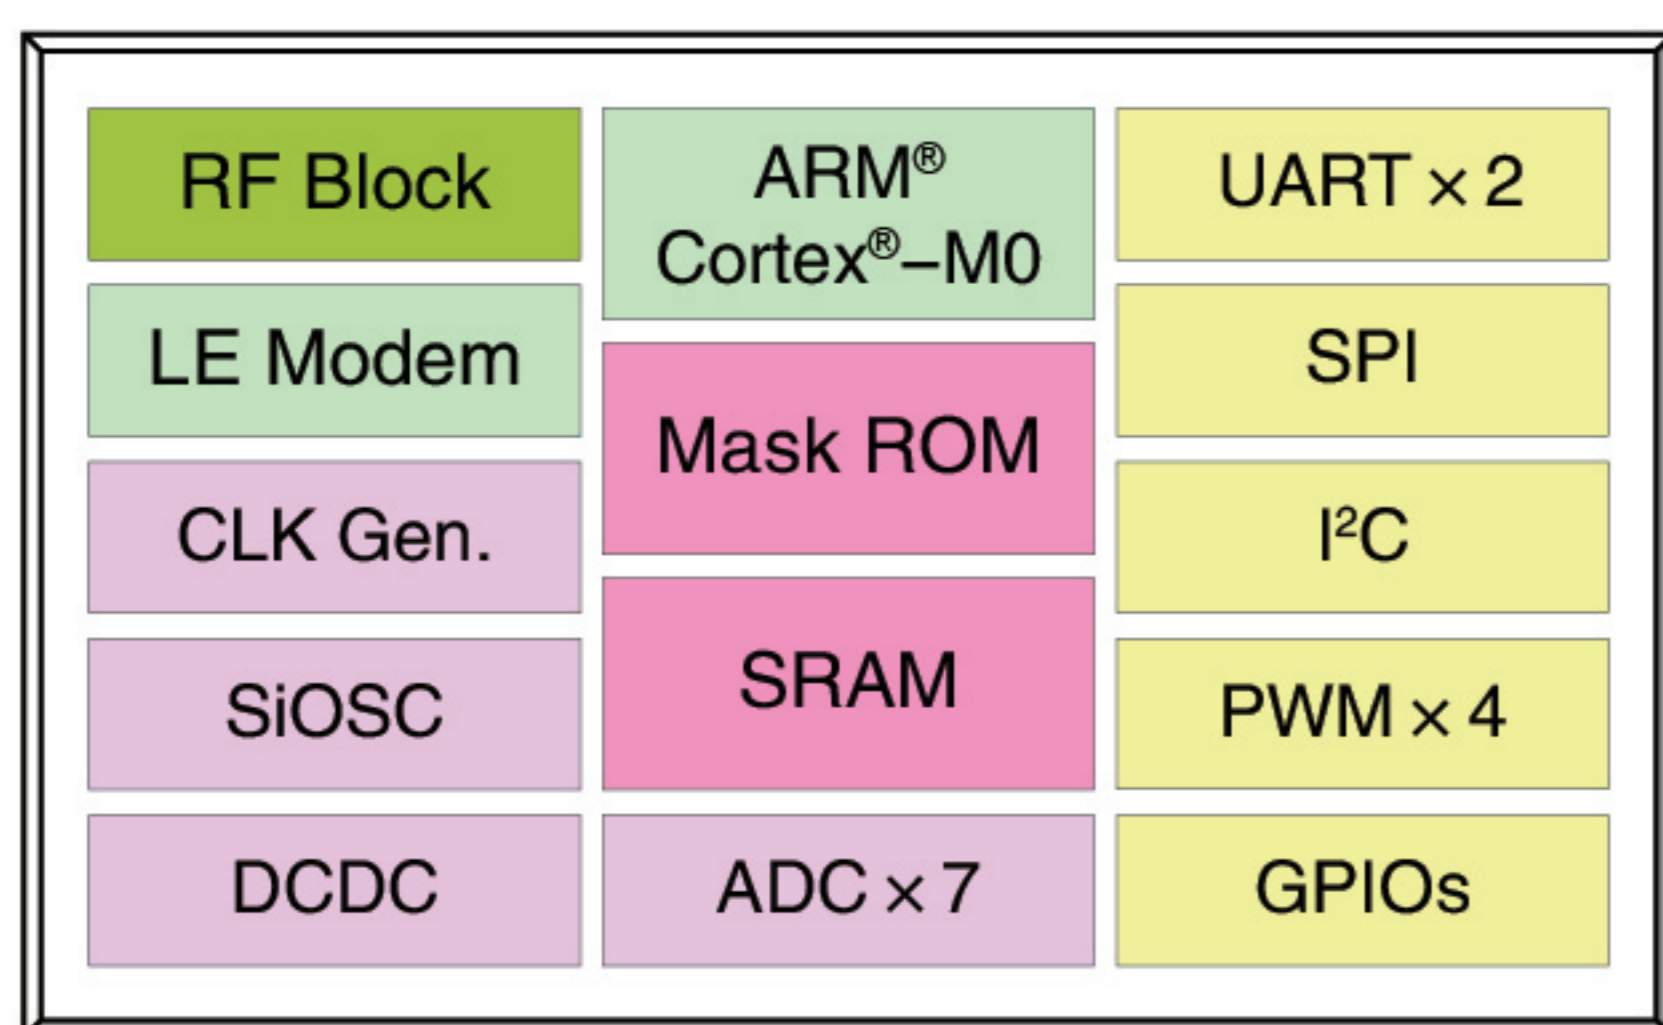 RF Block
LE Modem
CLK Gen.
SiOSC
DCDC
ARM®
Cortex®–M0
Mask ROM
SRAM
ADC × 7
UART × 2
SPI
I²C
PWM × 4
GPIOs